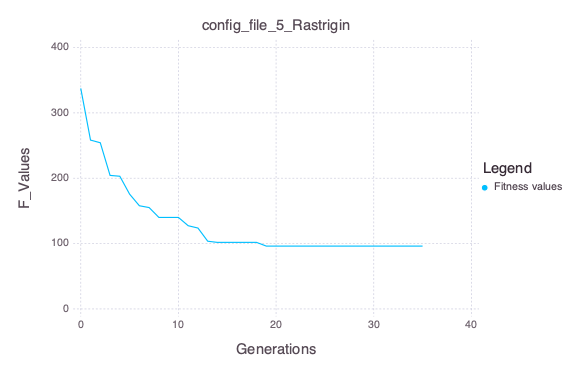 config_file_5_Rastrigin
400
300
200
100
0
F_Values
0
10
20
30
40
Generations
Legend
Fitness values